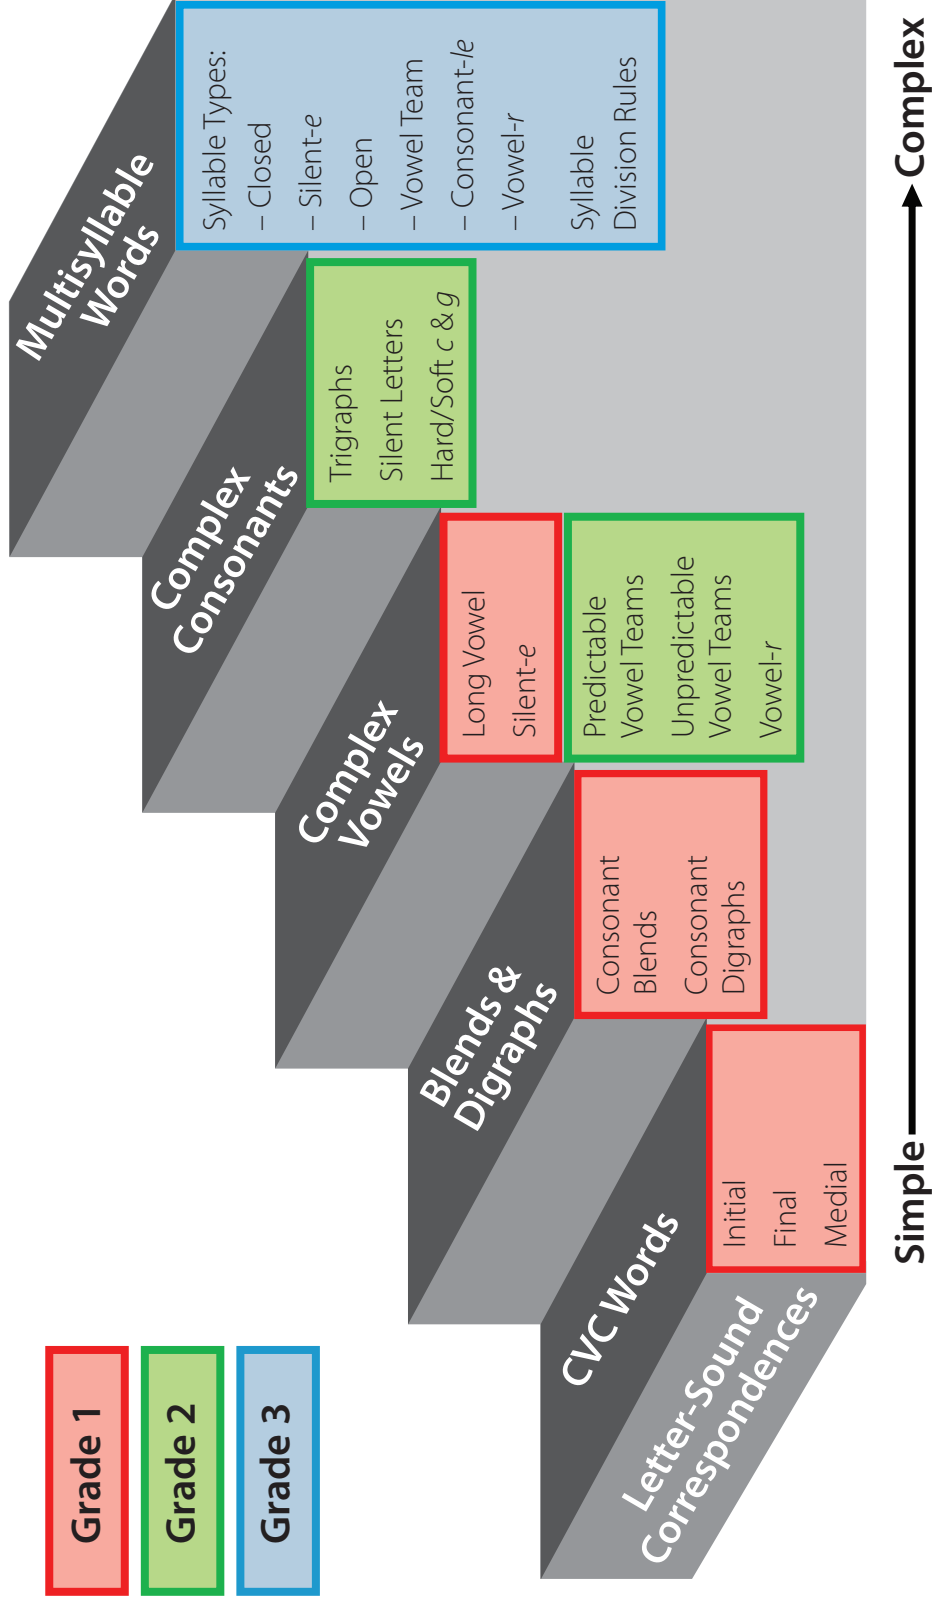 Grade 1
Grade 2
Grade 3
Letter-Sound
Correspondences
CVC Words
Initial
Final
Medial
Blends &
Digraphs
Consonant
Blends
Consonant
Digraphs
Complex
Vowels
Long Vowel
Silent-e
Predictable
Vowel Teams
Unpredictable
Vowel Teams
Vowel-r
Complex
Consonants
Trigraphs
Silent Letters
Hard/Soft c & g
Multisyllable
Words
Syllable Types:
– Closed
– Silent-e
– Open
– Vowel Team
– Consonant-le
– Vowel-r
Syllable
Division Rules
Simple
Complex